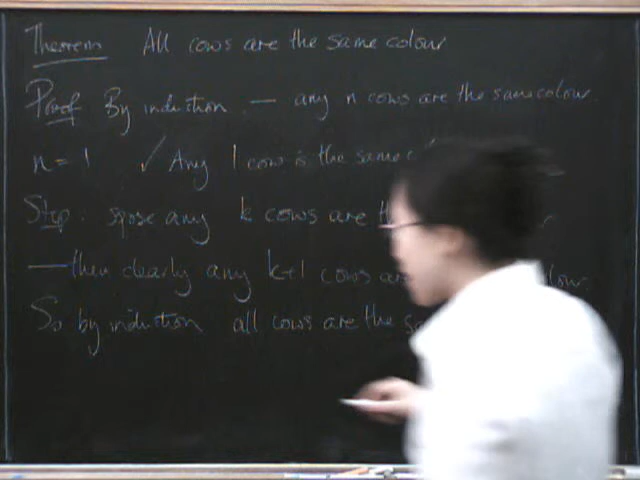 Theorem All cows are the same colour
Proof By induction — any n cows are the same colour.
n = 1 ✓ Any 1 cow is the same
Step. spose any k cows are
— then clearly any k+1 cows are
So by induction all cows are the